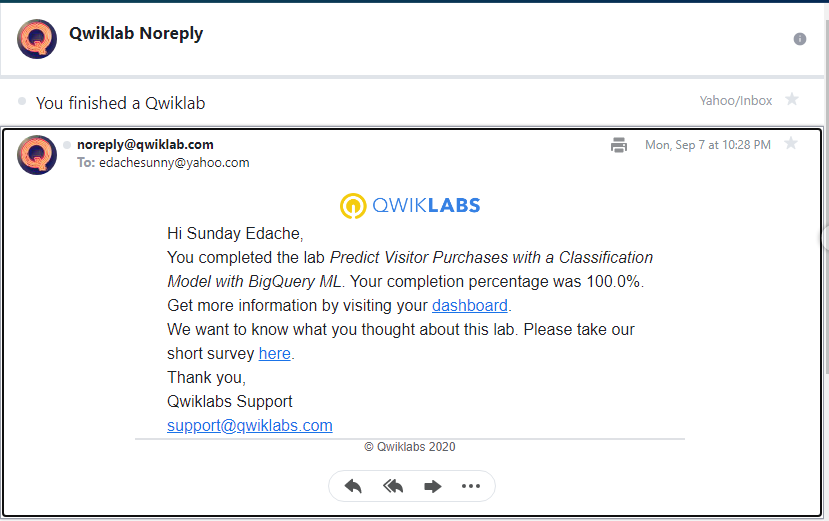 Qwiklab Noreply
You finished a Qwiklab
Yahoo/Inbox
noreply@qwiklab.com
Mon, Sep 7 at 10:28 PM
To: edachesunny@yahoo.com
QWIKLABS
Hi Sunday Edache,
You completed the lab Predict Visitor Purchases with a Classification
Model with BigQuery ML. Your completion percentage was 100.0%.
Get more information by visiting your dashboard.
We want to know what you thought about this lab. Please take our
short survey here.
Thank you,
Qwiklabs Support
support@qwiklabs.com
© Qwiklabs 2020